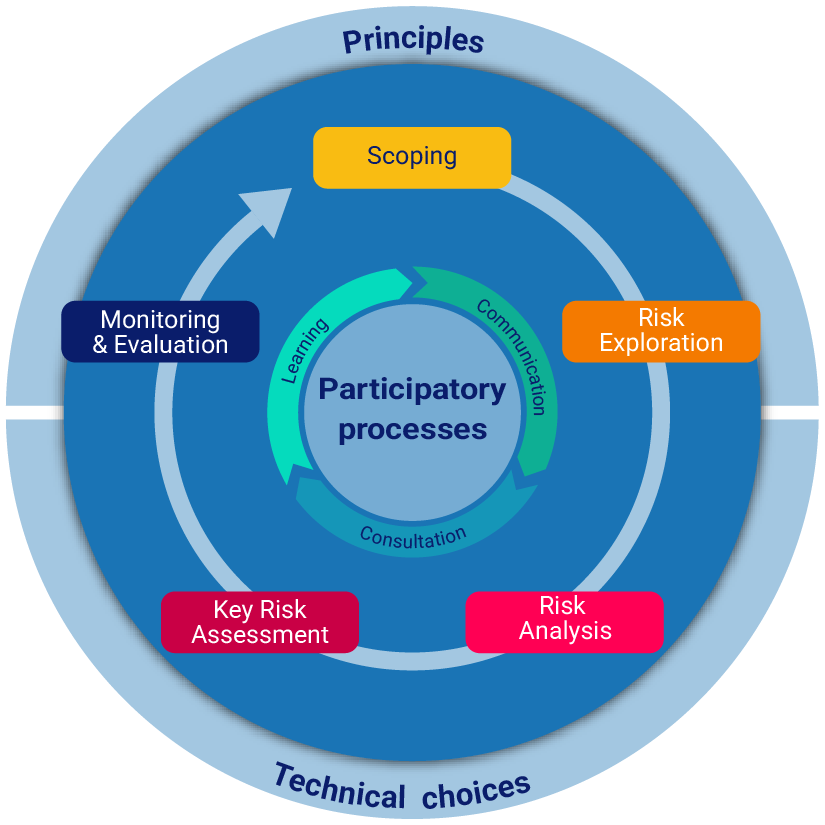 Principles
Scoping
Risk
Exploration
Risk
Analysis
Key Risk
Assessment
Monitoring
& Evaluation
Communication
Consultation
Learning
Participatory
processes
Technical choices